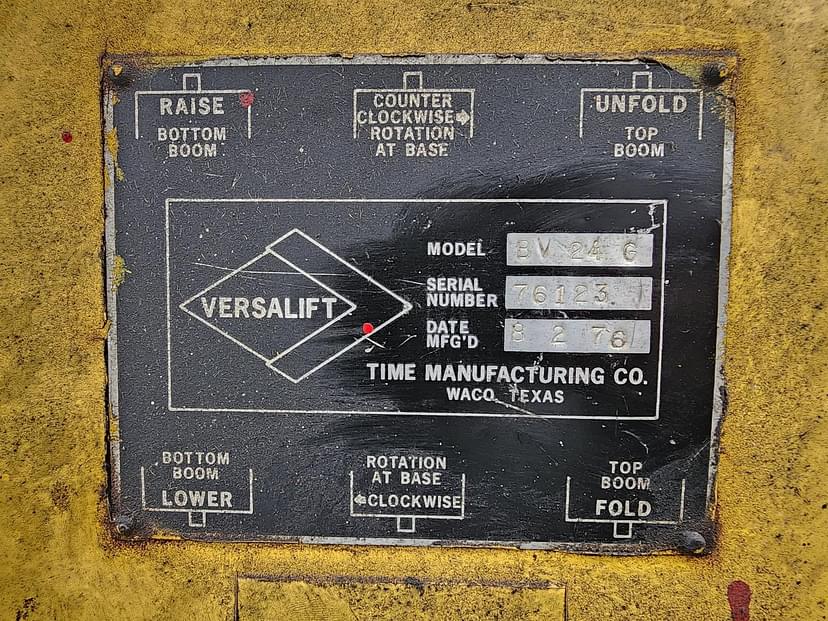 RAISE
BOTTOM
BOOM
COUNTER
CLOCKWISE
ROTATION
AT BASE
UNFOLD
TOP
BOOM
VERSALIFT
MODEL BV 24 G
SERIAL
NUMBER 76123
DATE
MFG'D 8 2 76
TIME MANUFACTURING CO.
WACO, TEXAS
BOTTOM
BOOM
LOWER
ROTATION
AT BASE
CLOCKWISE
TOP
BOOM
FOLD